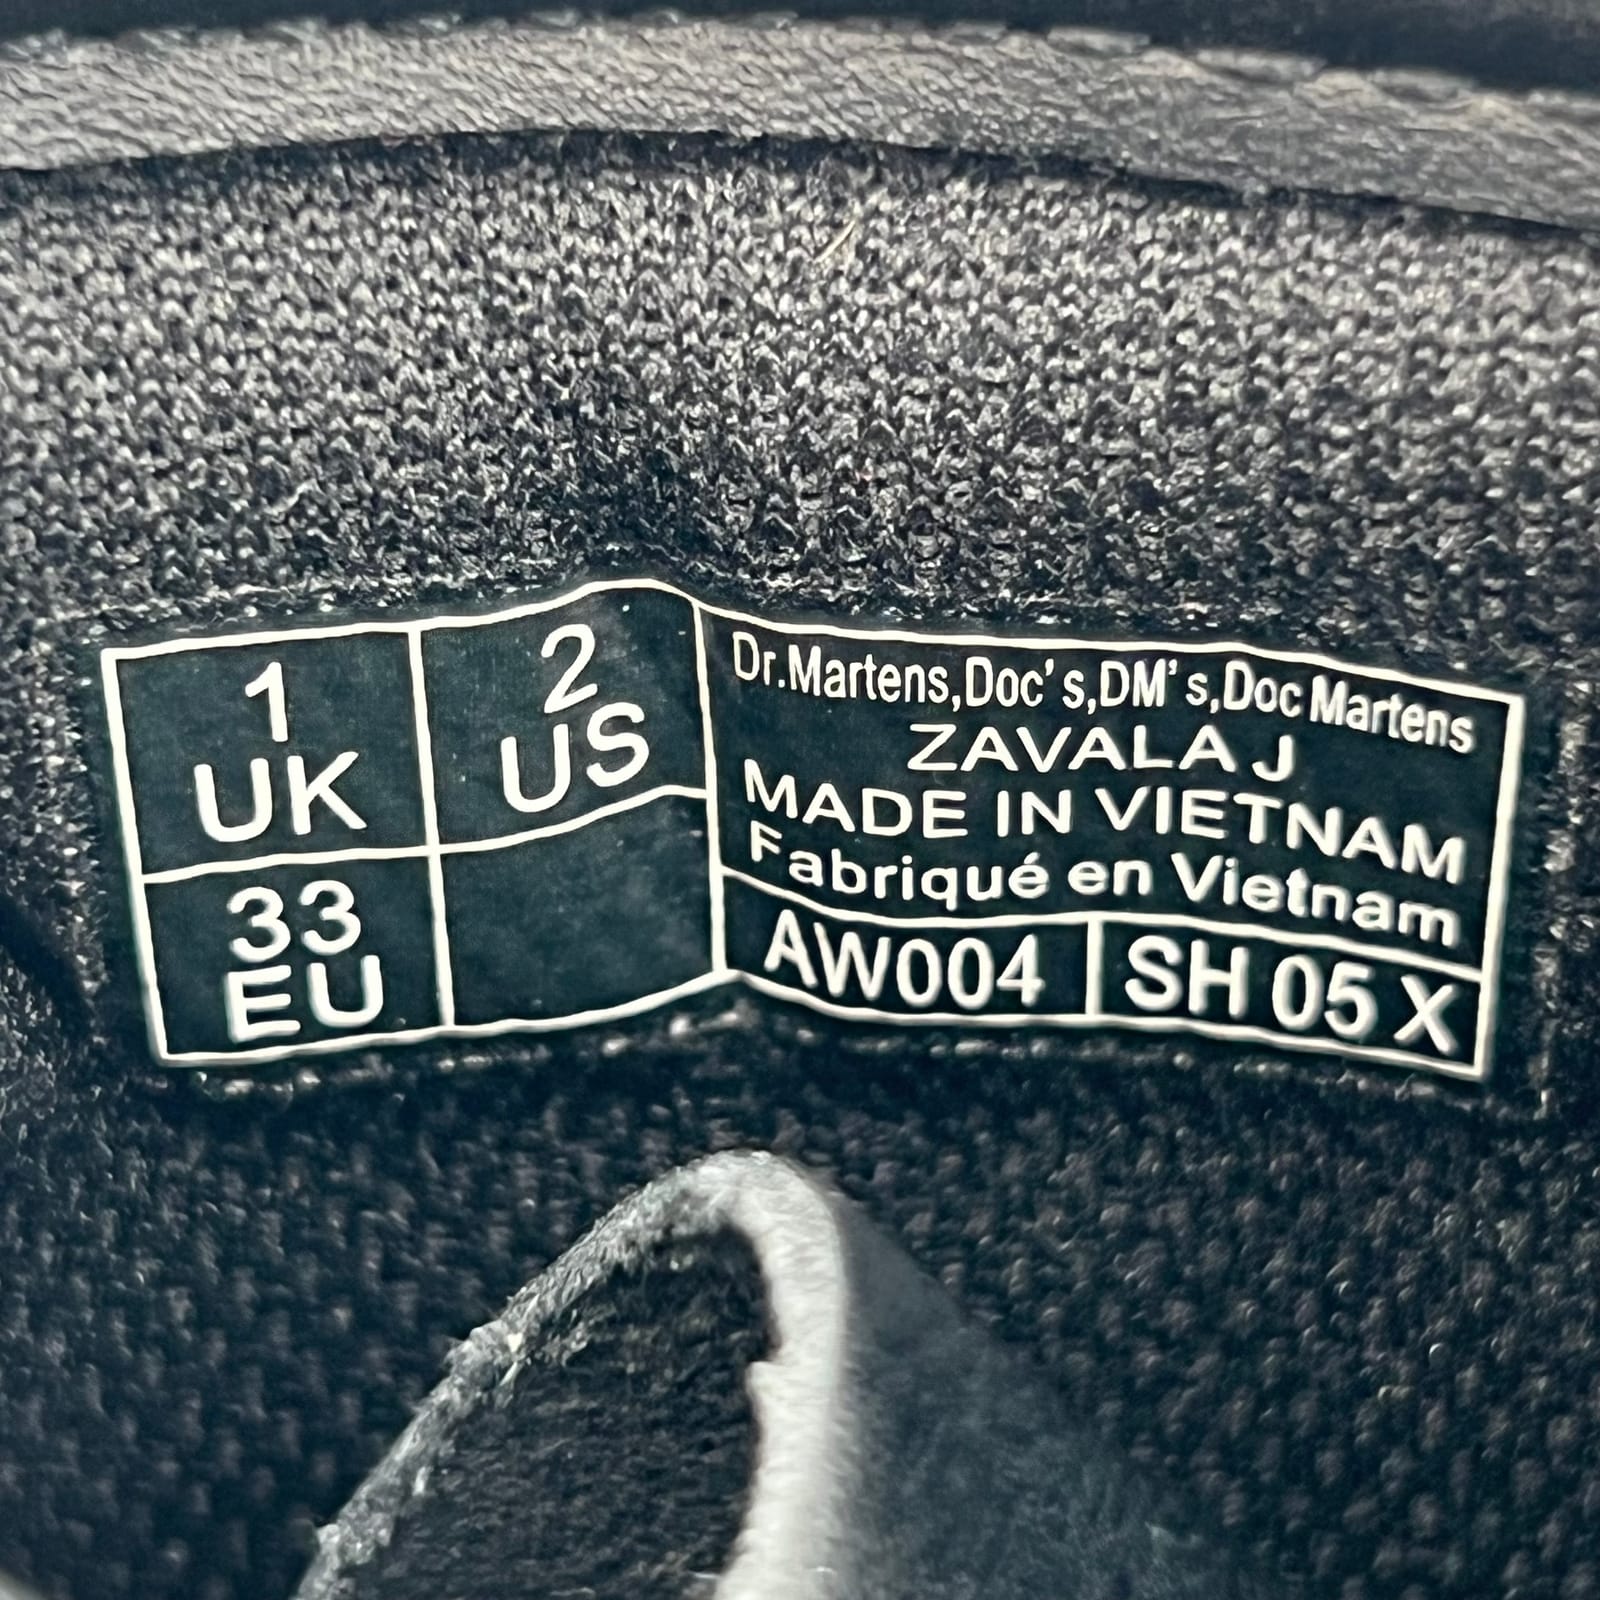 1
UK
2
US
33
EU
Dr.Martens,Doc's,DM's,Doc Martens
ZAVALA J
MADE IN VIETNAM
Fabriqué en Vietnam
AW004
SH 05 X